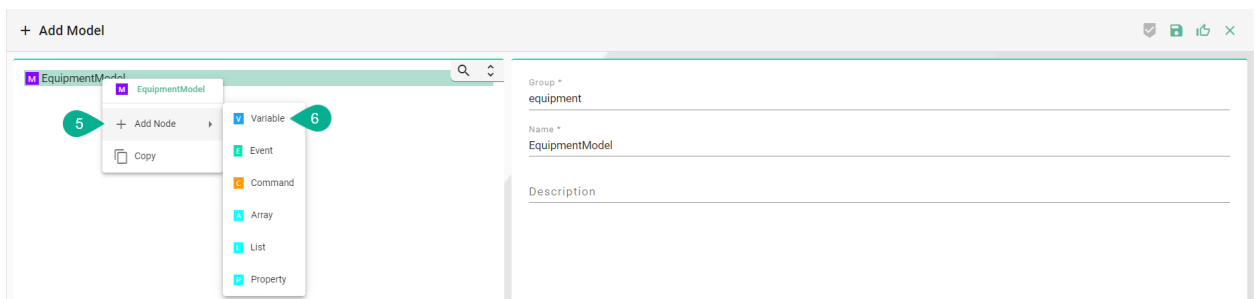 + Add Model
M EquipmentModel
M EquipmentModel
5
+ Add Node
Copy
V Variable
6
E Event
C Command
A Array
L List
P Property
Group *
equipment
Name *
EquipmentModel
Description